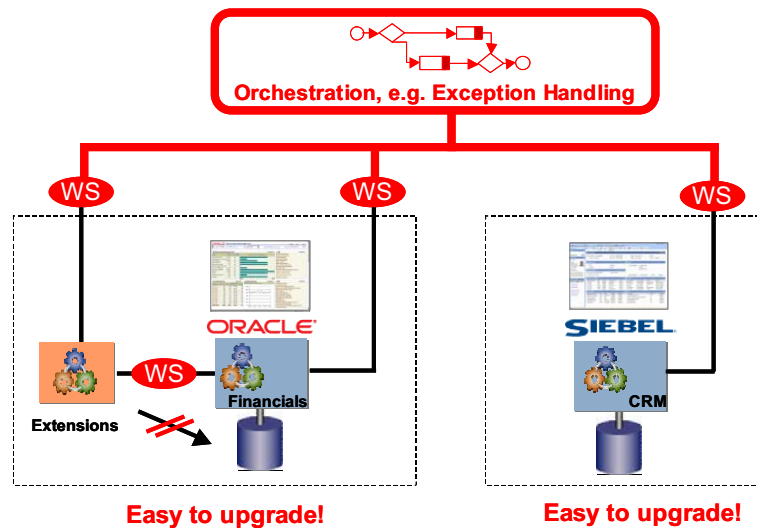 Orchestration, e.g. Exception Handling
WS
WS
WS
ORACLE®
SIEBEL.
WS
Financials
CRM
Extensions
Easy to upgrade!
Easy to upgrade!